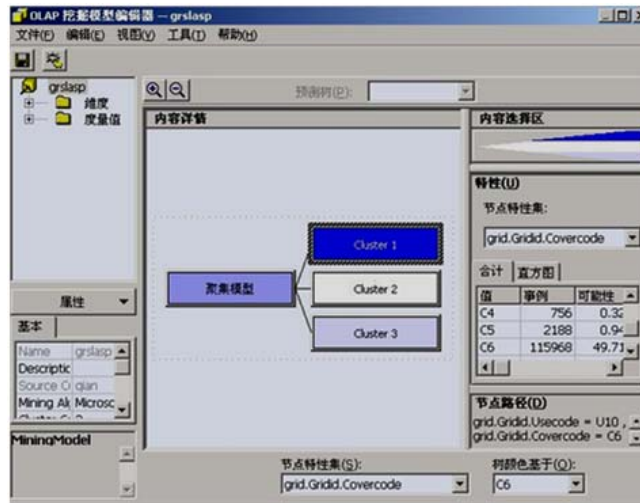 OLAP 挖掘模型编辑器 — grslasp
文件(F) 编辑(E) 视图(V) 工具(T) 帮助(H)
grslasp
维度
度量值
预测树(P):
内容详情
聚集模型
Cluster 1
Cluster 2
Cluster 3
内容选择区
特性(U)
节点特性集:
grid.Gridid.Covercode
合计 直方图
值 事例 可能性
C4 756 0.32
C5 2188 0.94
C6 115968 49.71
节点路径(D)
grid.Gridid.Usecode = U10 ,
grid.Gridid.Covercode = C6
属性
基本
Name grslasp
Descriptic
Source C qian
Mining Al Microsc
MiningModel
节点特性集(S):
grid.Gridid.Covercode
树颜色基于(O):
C6